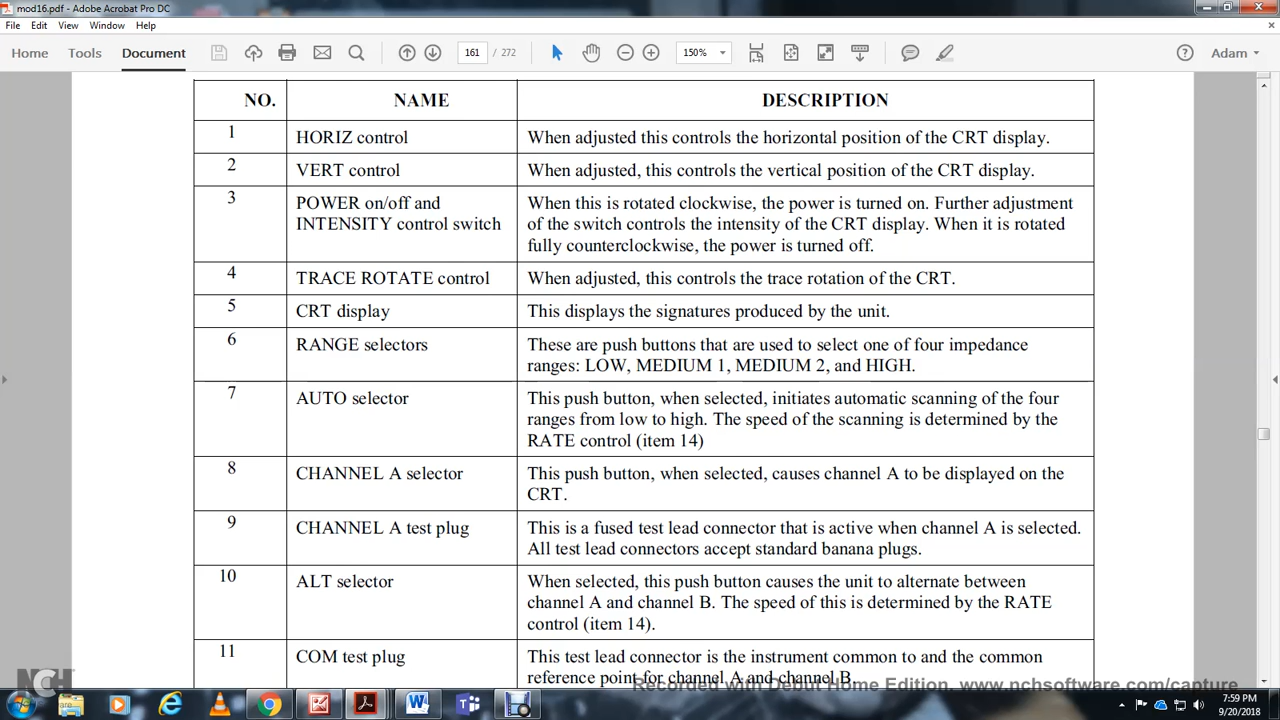 mod16.pdf - Adobe Acrobat Pro DC
File Edit View Window Help
Home Tools Document 161 / 272 150% Adam
NO. NAME DESCRIPTION
1 HORIZ control When adjusted this controls the horizontal position of the CRT display.
2 VERT control When adjusted, this controls the vertical position of the CRT display.
3 POWER on/off and When this is rotated clockwise, the power is turned on. Further adjustment
INTENSITY control switch of the switch controls the intensity of the CRT display. When it is rotated
fully counterclockwise, the power is turned off.
4 TRACE ROTATE control When adjusted, this controls the trace rotation of the CRT.
5 CRT display This displays the signatures produced by the unit.
6 RANGE selectors These are push buttons that are used to select one of four impedance
ranges: LOW, MEDIUM 1, MEDIUM 2, and HIGH.
7 AUTO selector This push button, when selected, initiates automatic scanning of the four
ranges from low to high. The speed of the scanning is determined by the
RATE control (item 14)
8 CHANNEL A selector This push button, when selected, causes channel A to be displayed on the
CRT.
9 CHANNEL A test plug This is a fused test lead connector that is active when channel A is selected.
All test lead connectors accept standard banana plugs.
10 ALT selector When selected, this push button causes the unit to alternate between
channel A and channel B. The speed of this is determined by the RATE
control (item 14).
11 COM test plug This test lead connector is the instrument common to and the common
reference point for channel A and channel B.
Recorded with Debut Home Edition. www.nchsoftware.com/capture
NCH
7:59 PM
9/20/2018